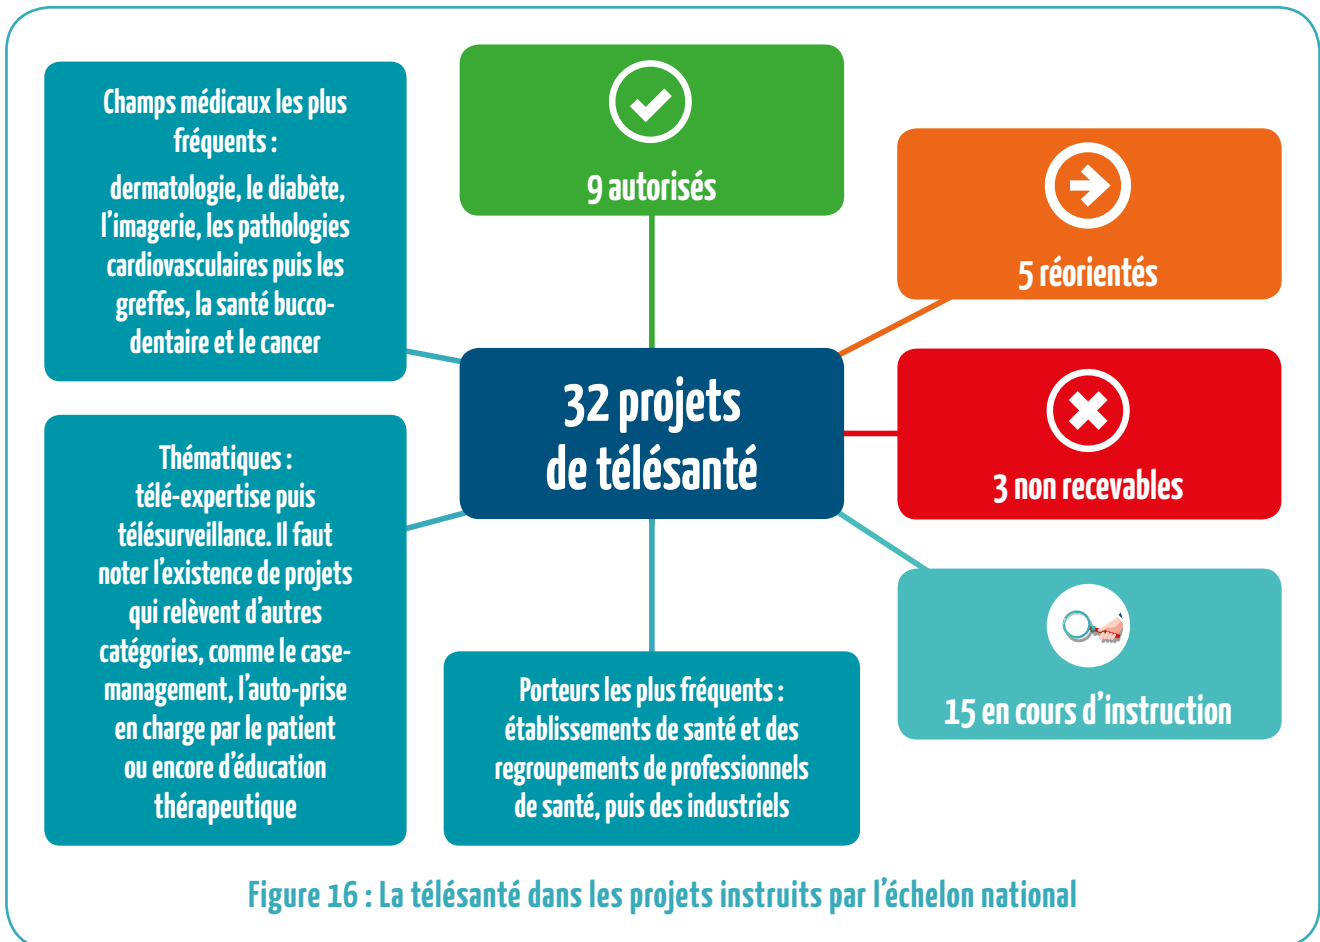 Champs médicaux les plus
fréquents :
dermatologie, le diabète,
l'imagerie, les pathologies
cardiovasculaires puis les
greffes, la santé bucco-
dentaire et le cancer
9 autorisés
5 réorientés
32 projets
de télésanté
3 non recevables
Thématiques :
télé-expertise puis
télésurveillance. Il faut
noter l'existence de projets
qui relèvent d'autres
catégories, comme le case-
management, l'auto-prise
en charge par le patient
ou encore d'éducation
thérapeutique
Porteurs les plus fréquents :
établissements de santé et des
regroupements de professionnels
de santé, puis des industriels
15 en cours d'instruction
Figure 16 : La télésanté dans les projets instruits par l'échelon national